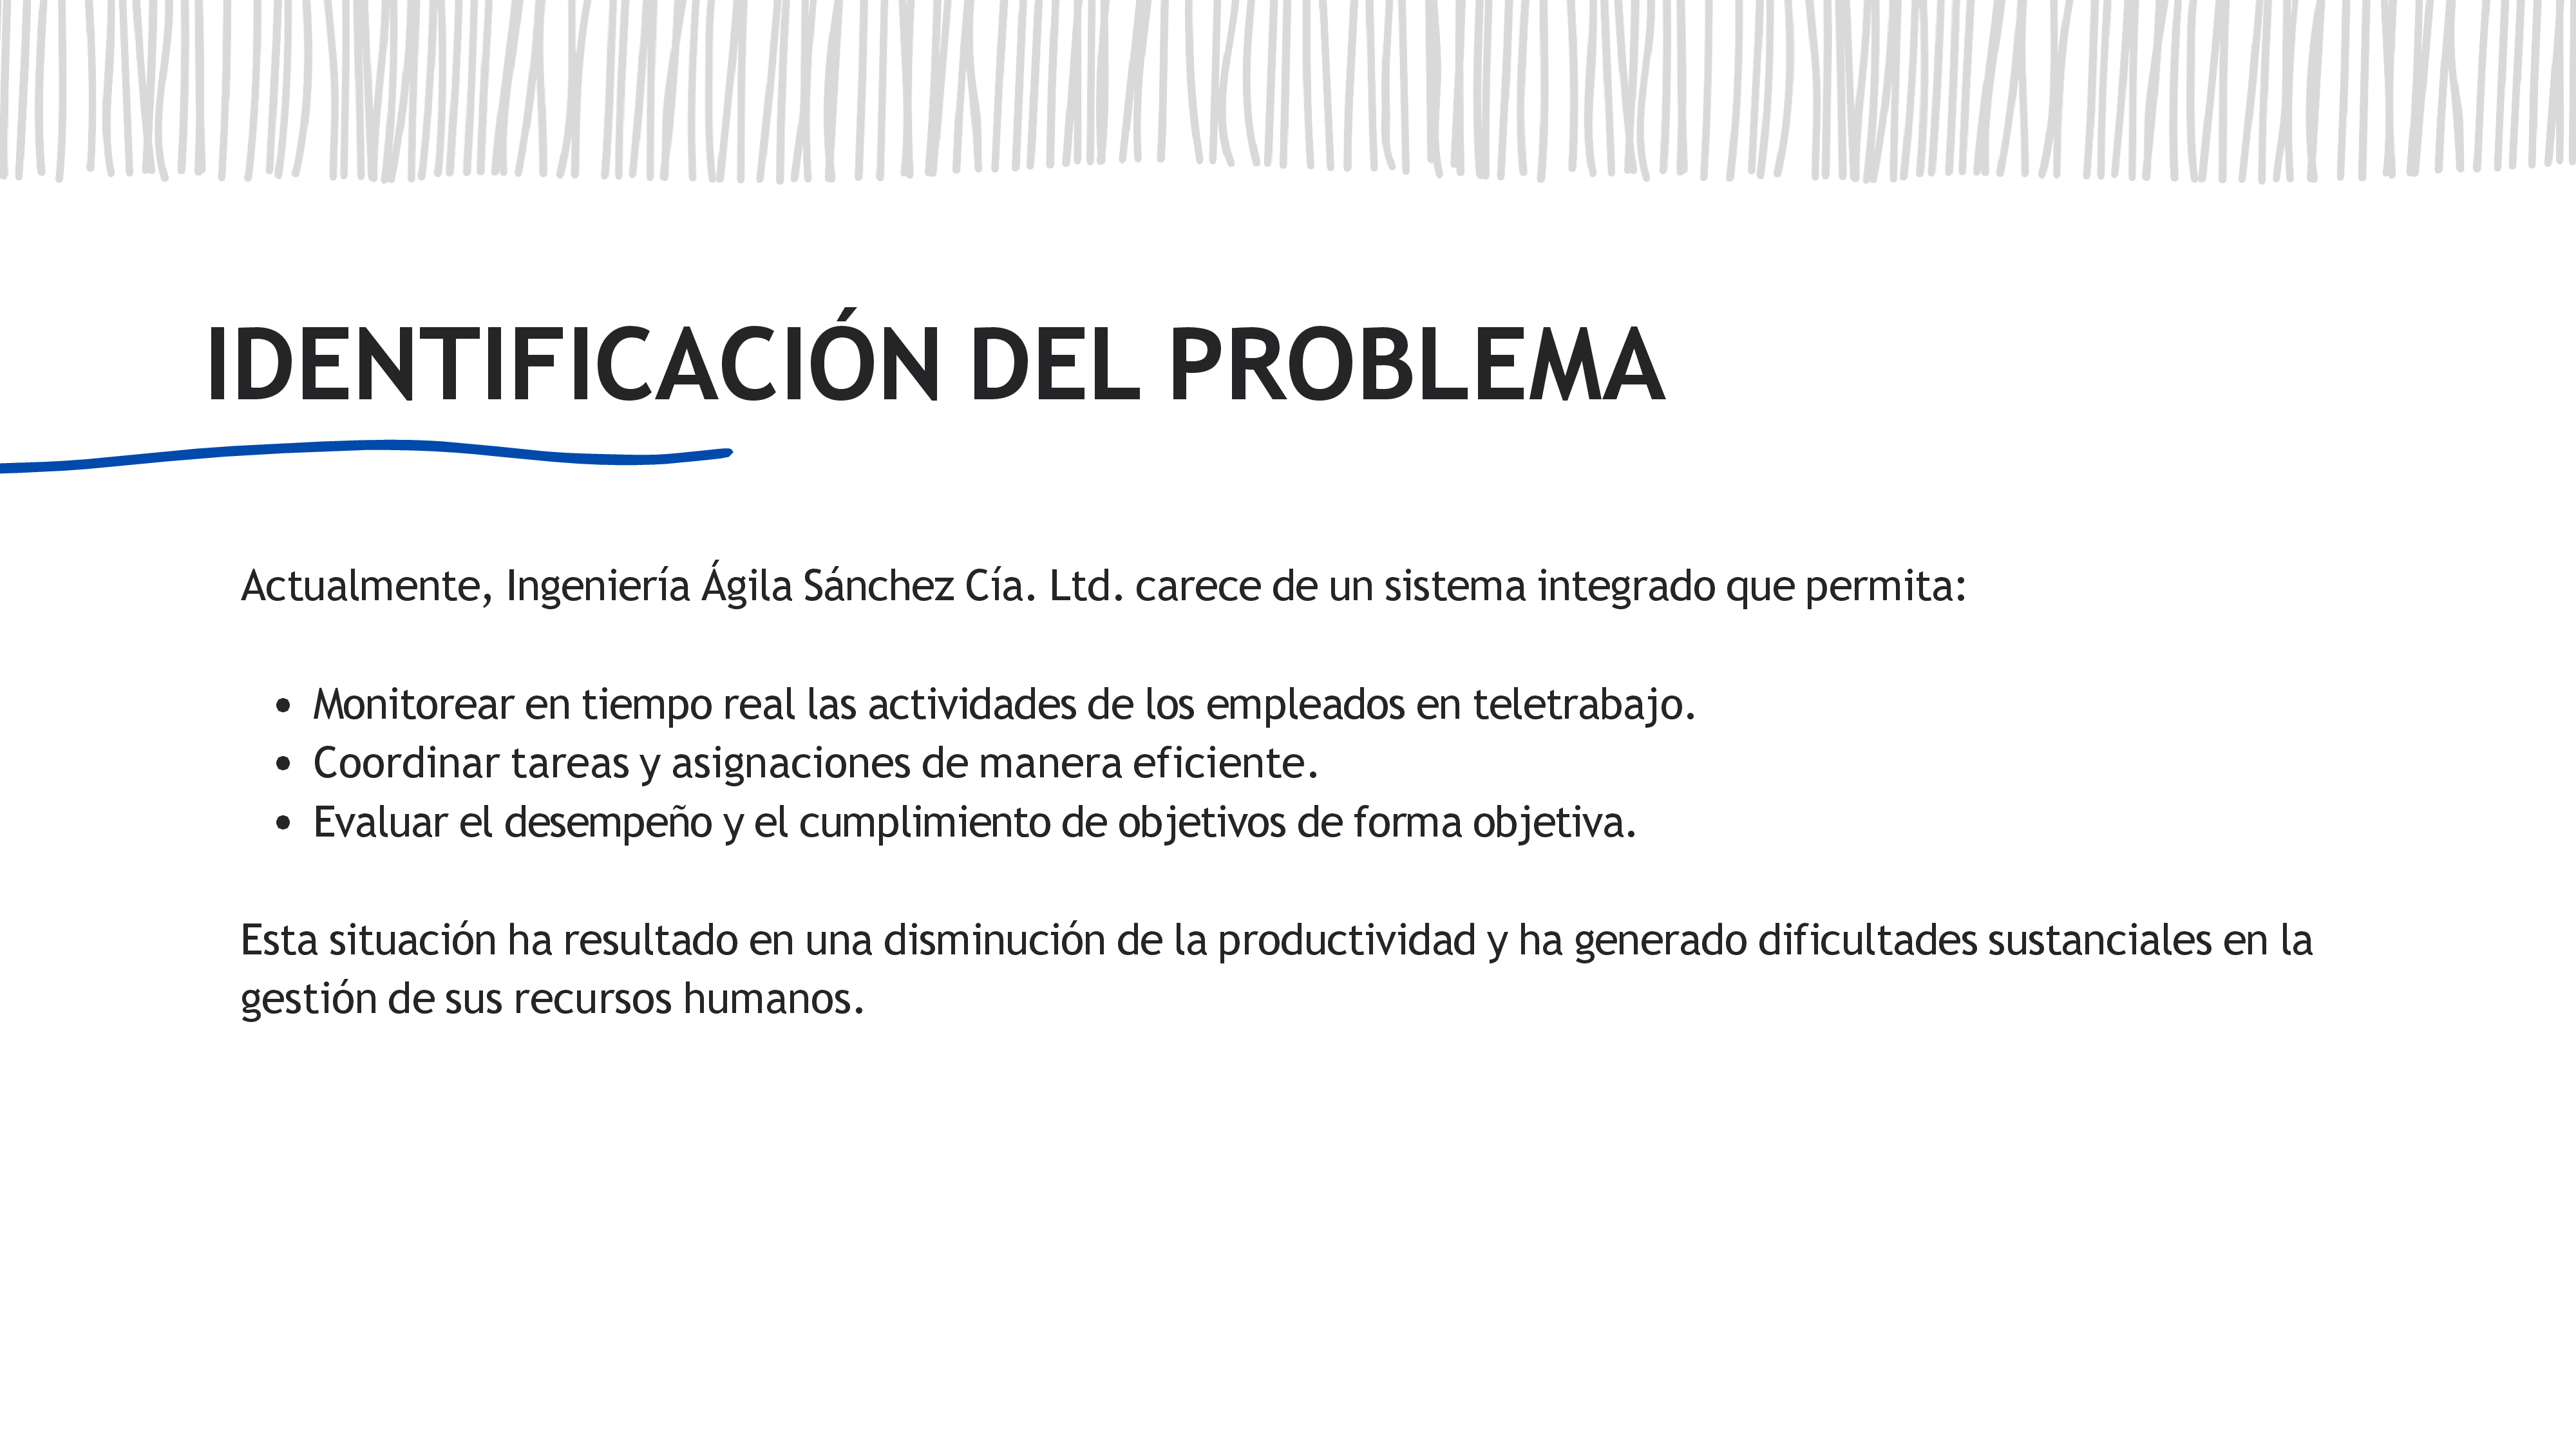 IDENTIFICACIÓN DEL PROBLEMA
Actualmente, Ingeniería Ágila Sánchez Cía. Ltd. carece de un sistema integrado que permita:
• Monitorear en tiempo real las actividades de los empleados en teletrabajo.
• Coordinar tareas y asignaciones de manera eficiente.
• Evaluar el desempeño y el cumplimiento de objetivos de forma objetiva.
Esta situación ha resultado en una disminución de la productividad y ha generado dificultades sustanciales en la
gestión de sus recursos humanos.